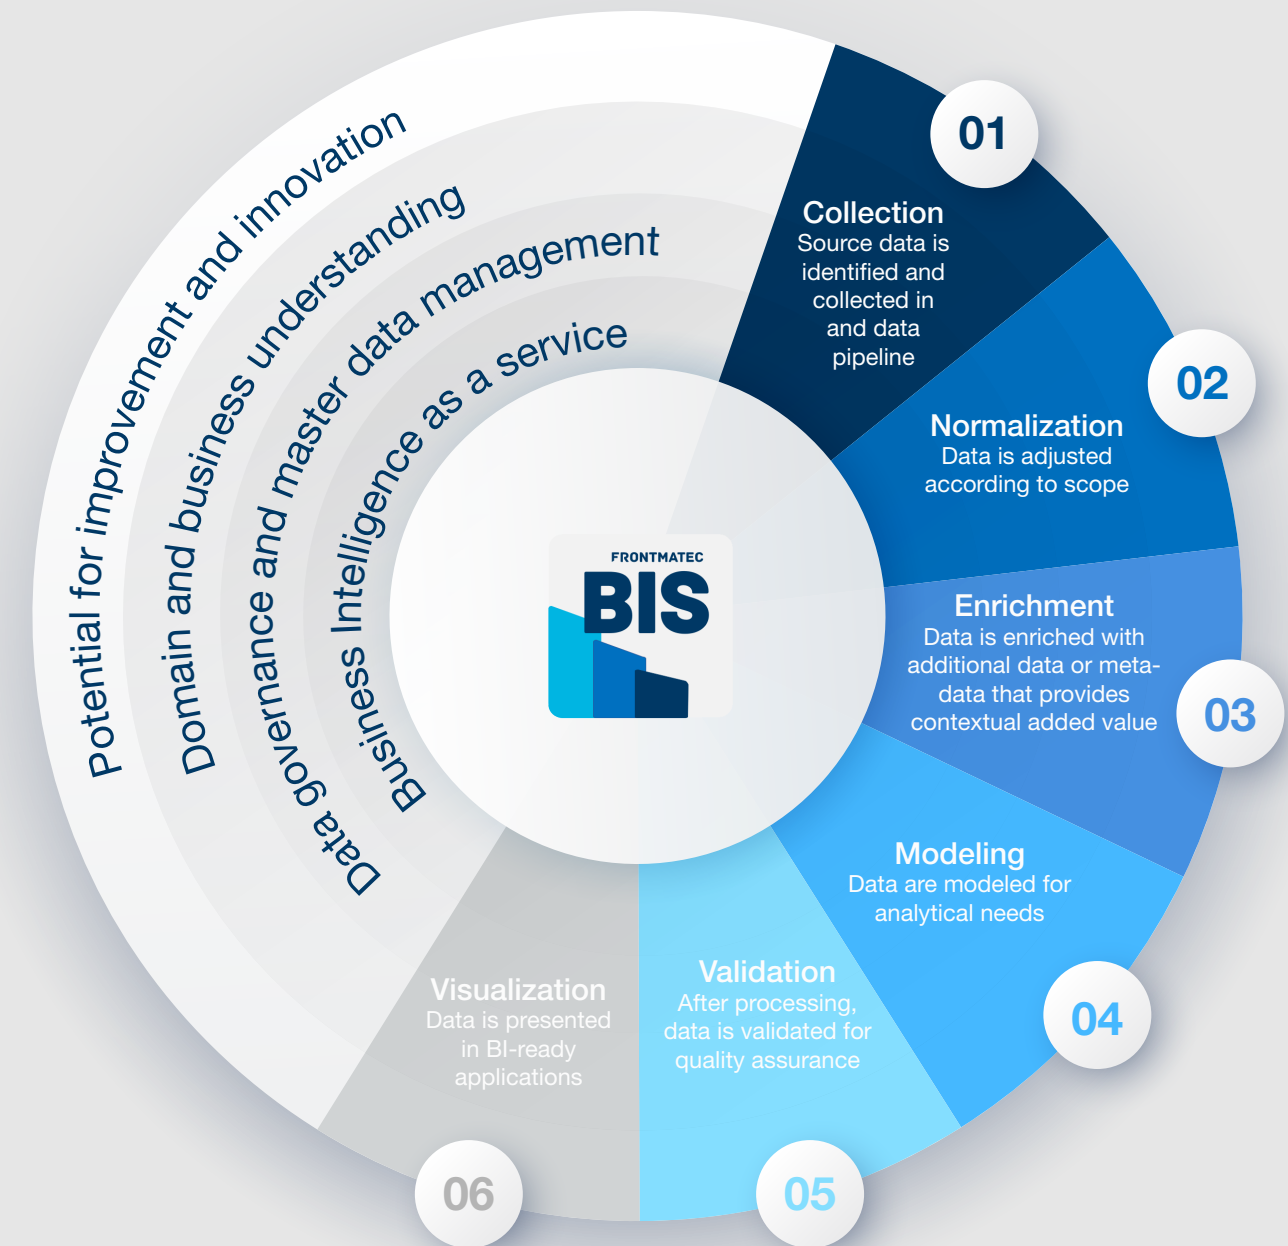 Potential for improvement and innovation
Domain and business understanding
Data governance and master data management
Business Intelligence as a service
FRONTMATEC
BIS
01
Collection
Source data is
identified and
collected in
and data
pipeline
02
Normalization
Data is adjusted
according to scope
03
Enrichment
Data is enriched with
additional data or meta-
data that provides
contextual added value
04
Modeling
Data are modeled for
analytical needs
05
Validation
After processing,
data is validated for
quality assurance
06
Visualization
Data is presented
in BI-ready
applications